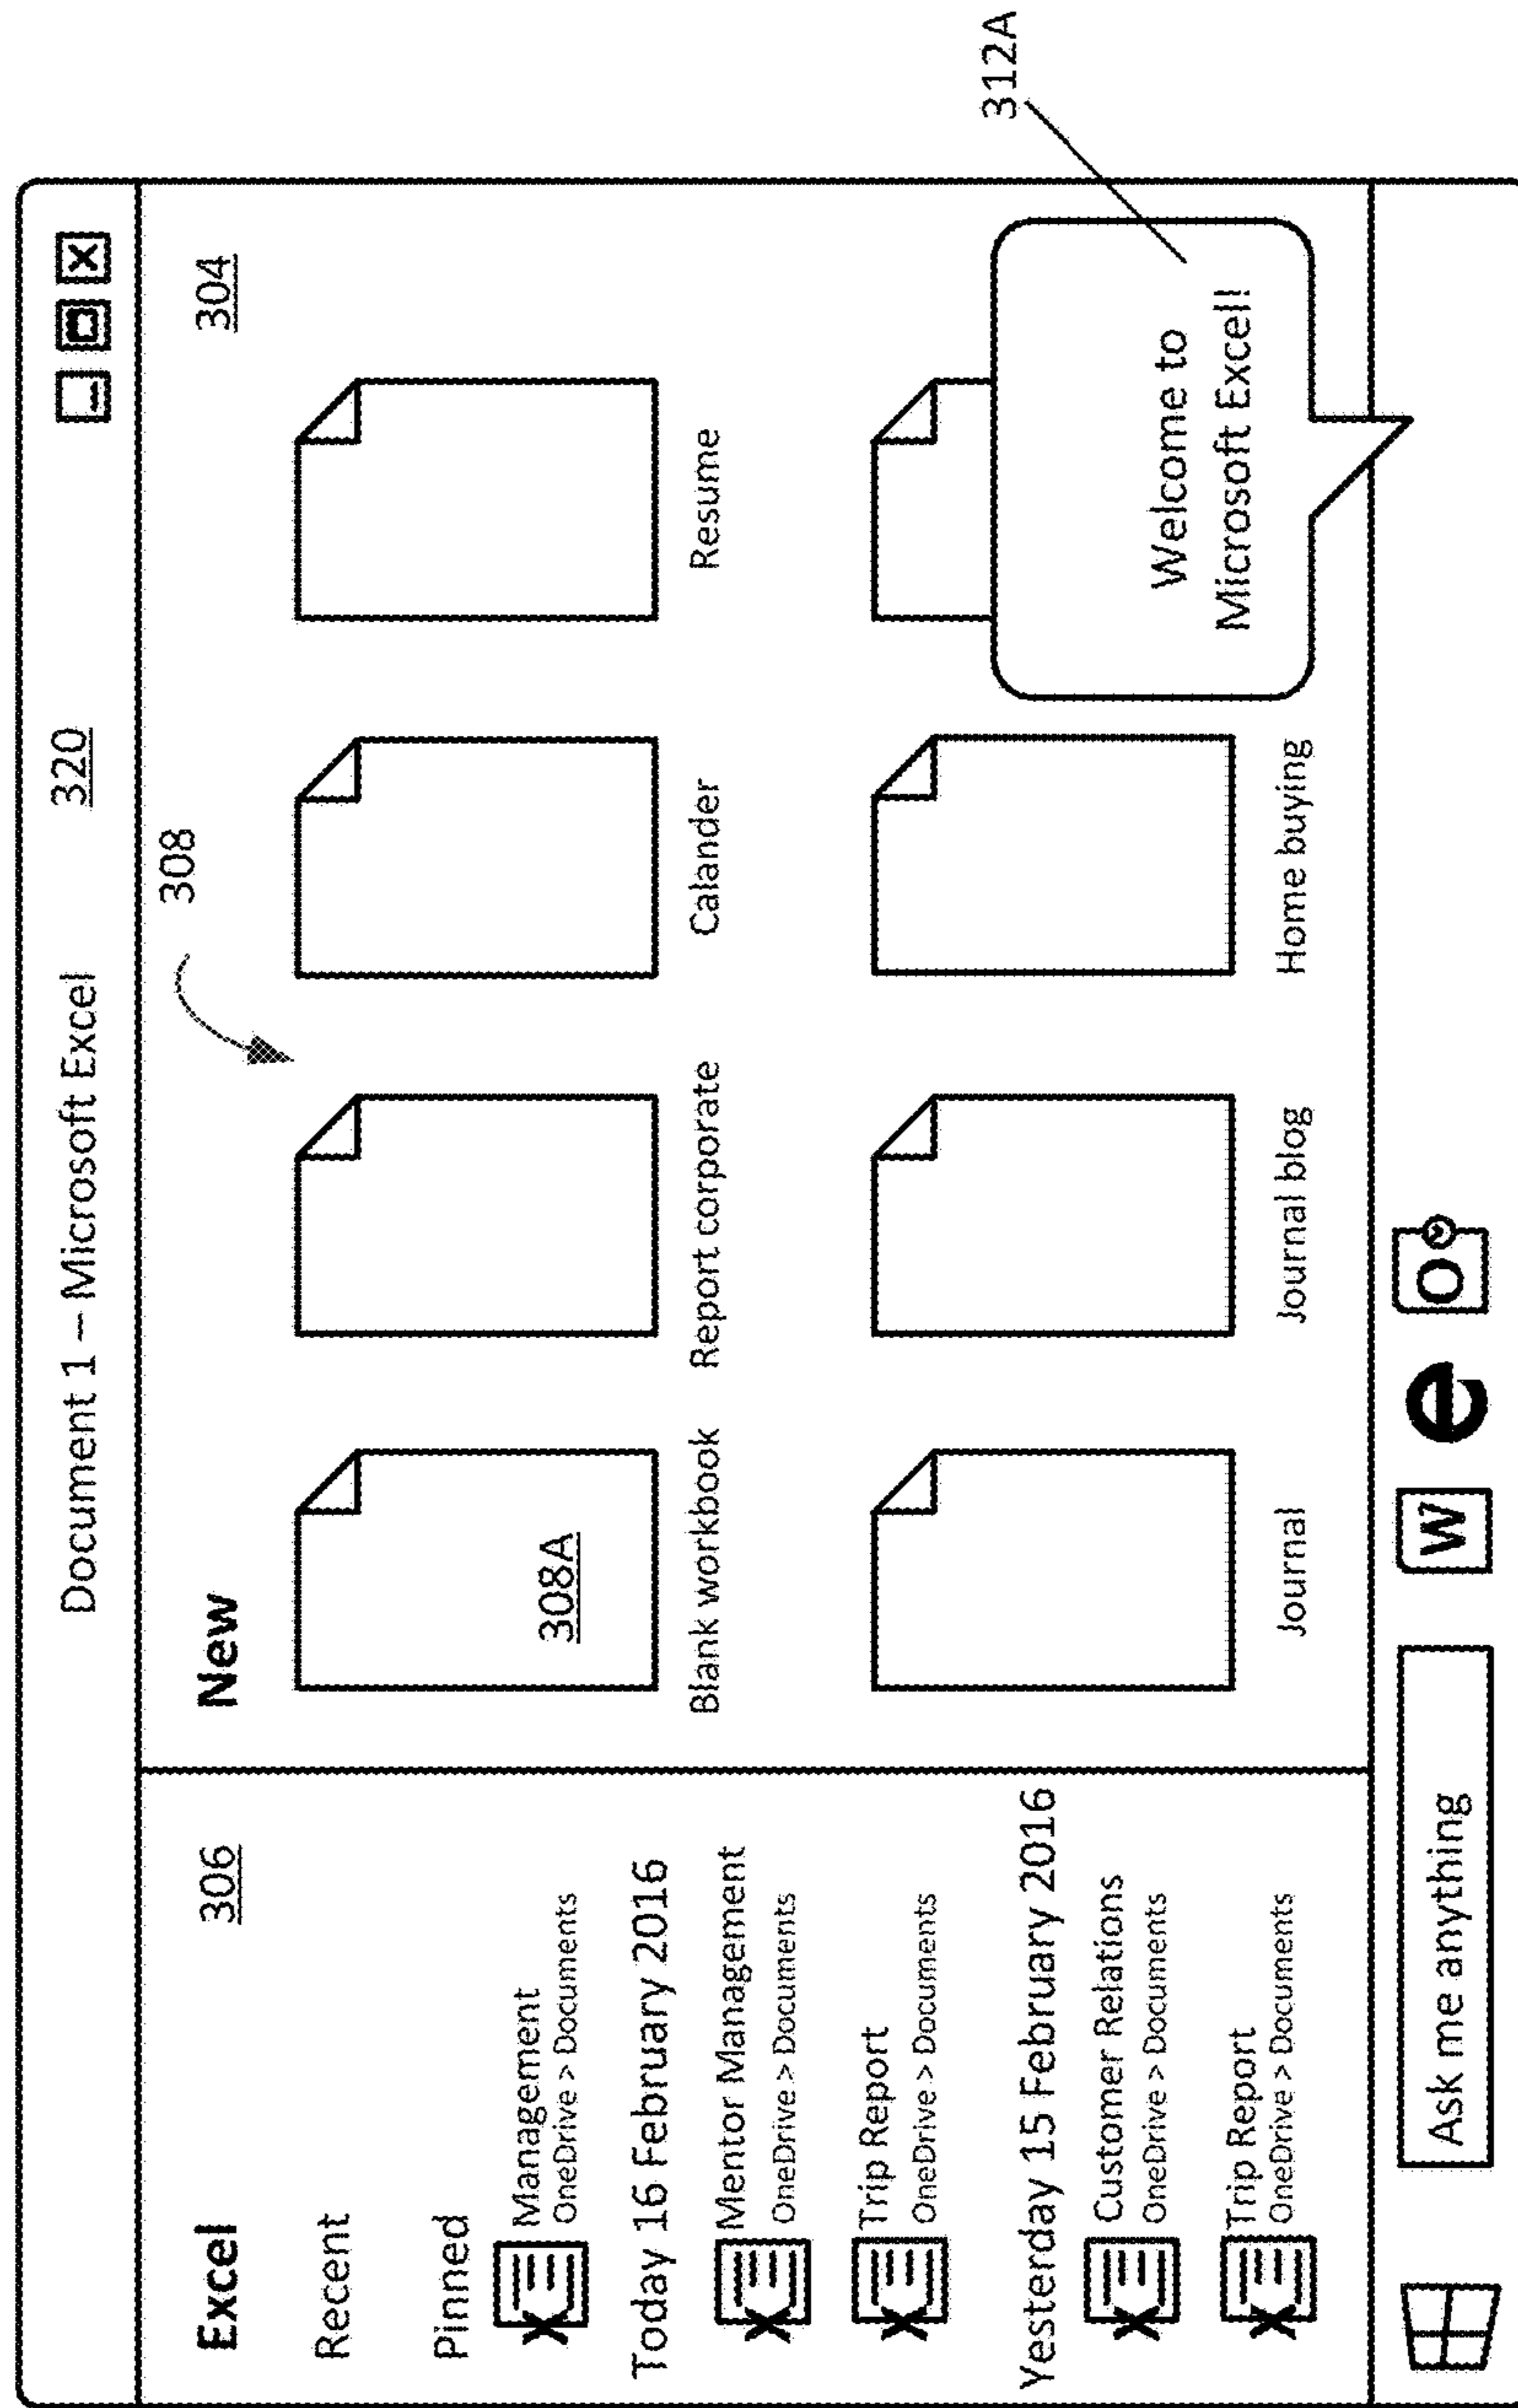 Document 1 – Microsoft Excel
320
X
Excel
306
Recent
Pinned
Management
OneDrive > Documents
Today 16 February 2016
Mentor Management
OneDrive > Documents
Trip Report
OneDrive > Documents
Yesterday 15 February 2016
Customer Relations
OneDrive > Documents
Trip Report
OneDrive > Documents
New
308
304
308A
Blank workbook
Report corporate
Calander
Resume
Journal
Journal blog
Home buying
Welcome to
Microsoft Excel!
312A
Ask me anything
W
e
O